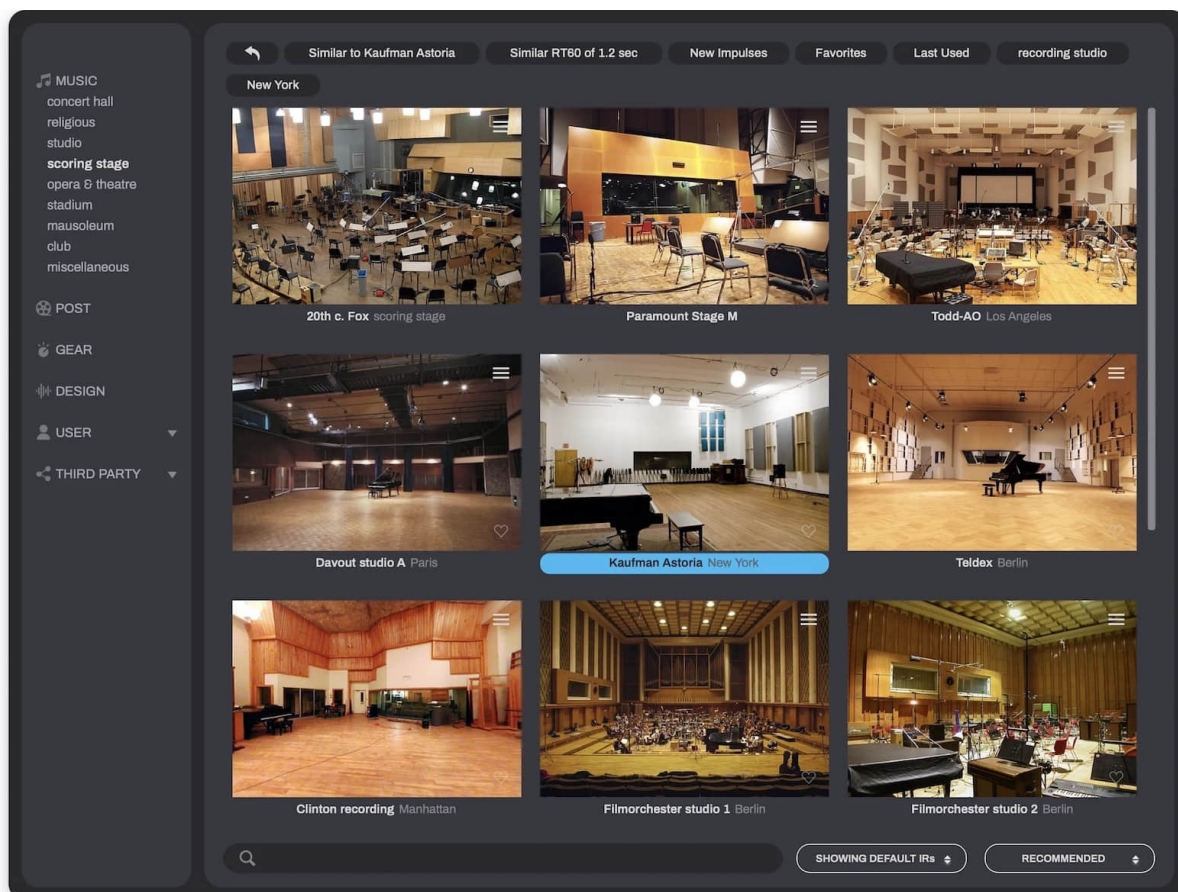 Similar to Kaufman Astoria
Similar RT60 of 1.2 sec
New Impulses
Favorites
Last Used
recording studio
New York
MUSIC
concert hall
religious
studio
scoring stage
opera & theatre
stadium
mausoleum
club
miscellaneous
POST
GEAR
DESIGN
USER
THIRD PARTY
20th c. Fox scoring stage
Paramount Stage M
Todd-AO Los Angeles
Davout studio A Paris
Kaufman Astoria New York
Teldex Berlin
Clinton recording Manhattan
Filmorchester studio 1 Berlin
Filmorchester studio 2 Berlin
SHOWING DEFAULT IRs
RECOMMENDED